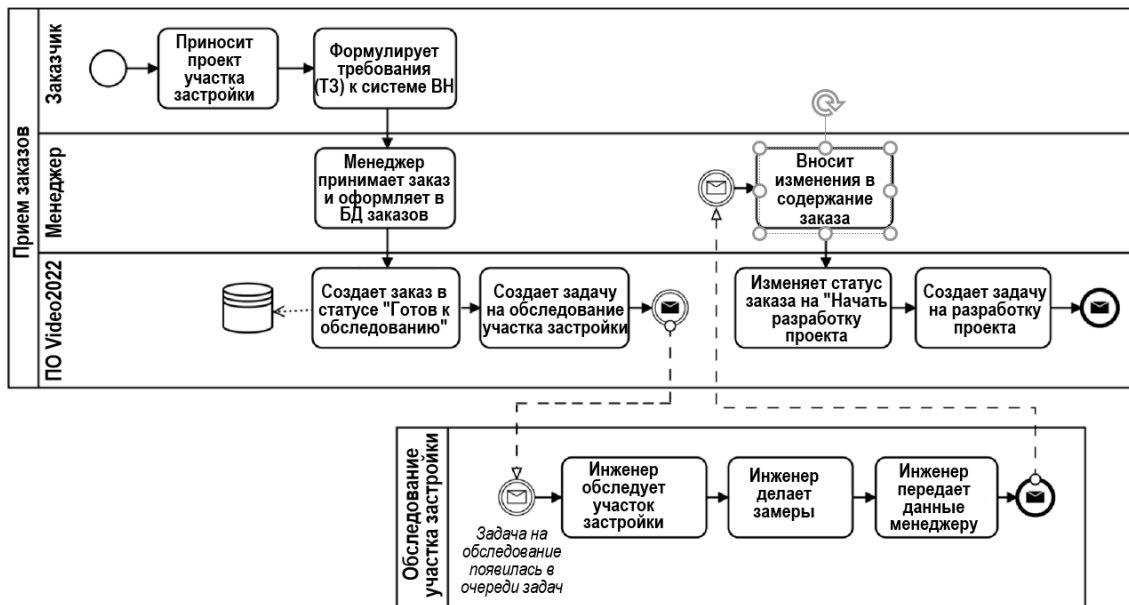 Прием заказов
Заказчик
Приносит
проект
участка
застройки
Формулирует
требования
(ТЗ) к системе ВН
Менеджер
Менеджер
принимает заказ
и оформляет в
БД заказов
Вносит
изменения в
содержание
заказа
ПО Video2022
Создает заказ в
статусе "Готов к
обследованию"
Создает задачу
на обследование
участка застройки
Изменяет статус
заказа на "Начать
разработку
проекта
Создает задачу
на разработку
проекта
Обследование
участка застройки
Задача на
обследование
появилась в
очереди задач
Инженер
обследует
участок
застройки
Инженер
делает
замеры
Инженер
передает
данные
менеджеру